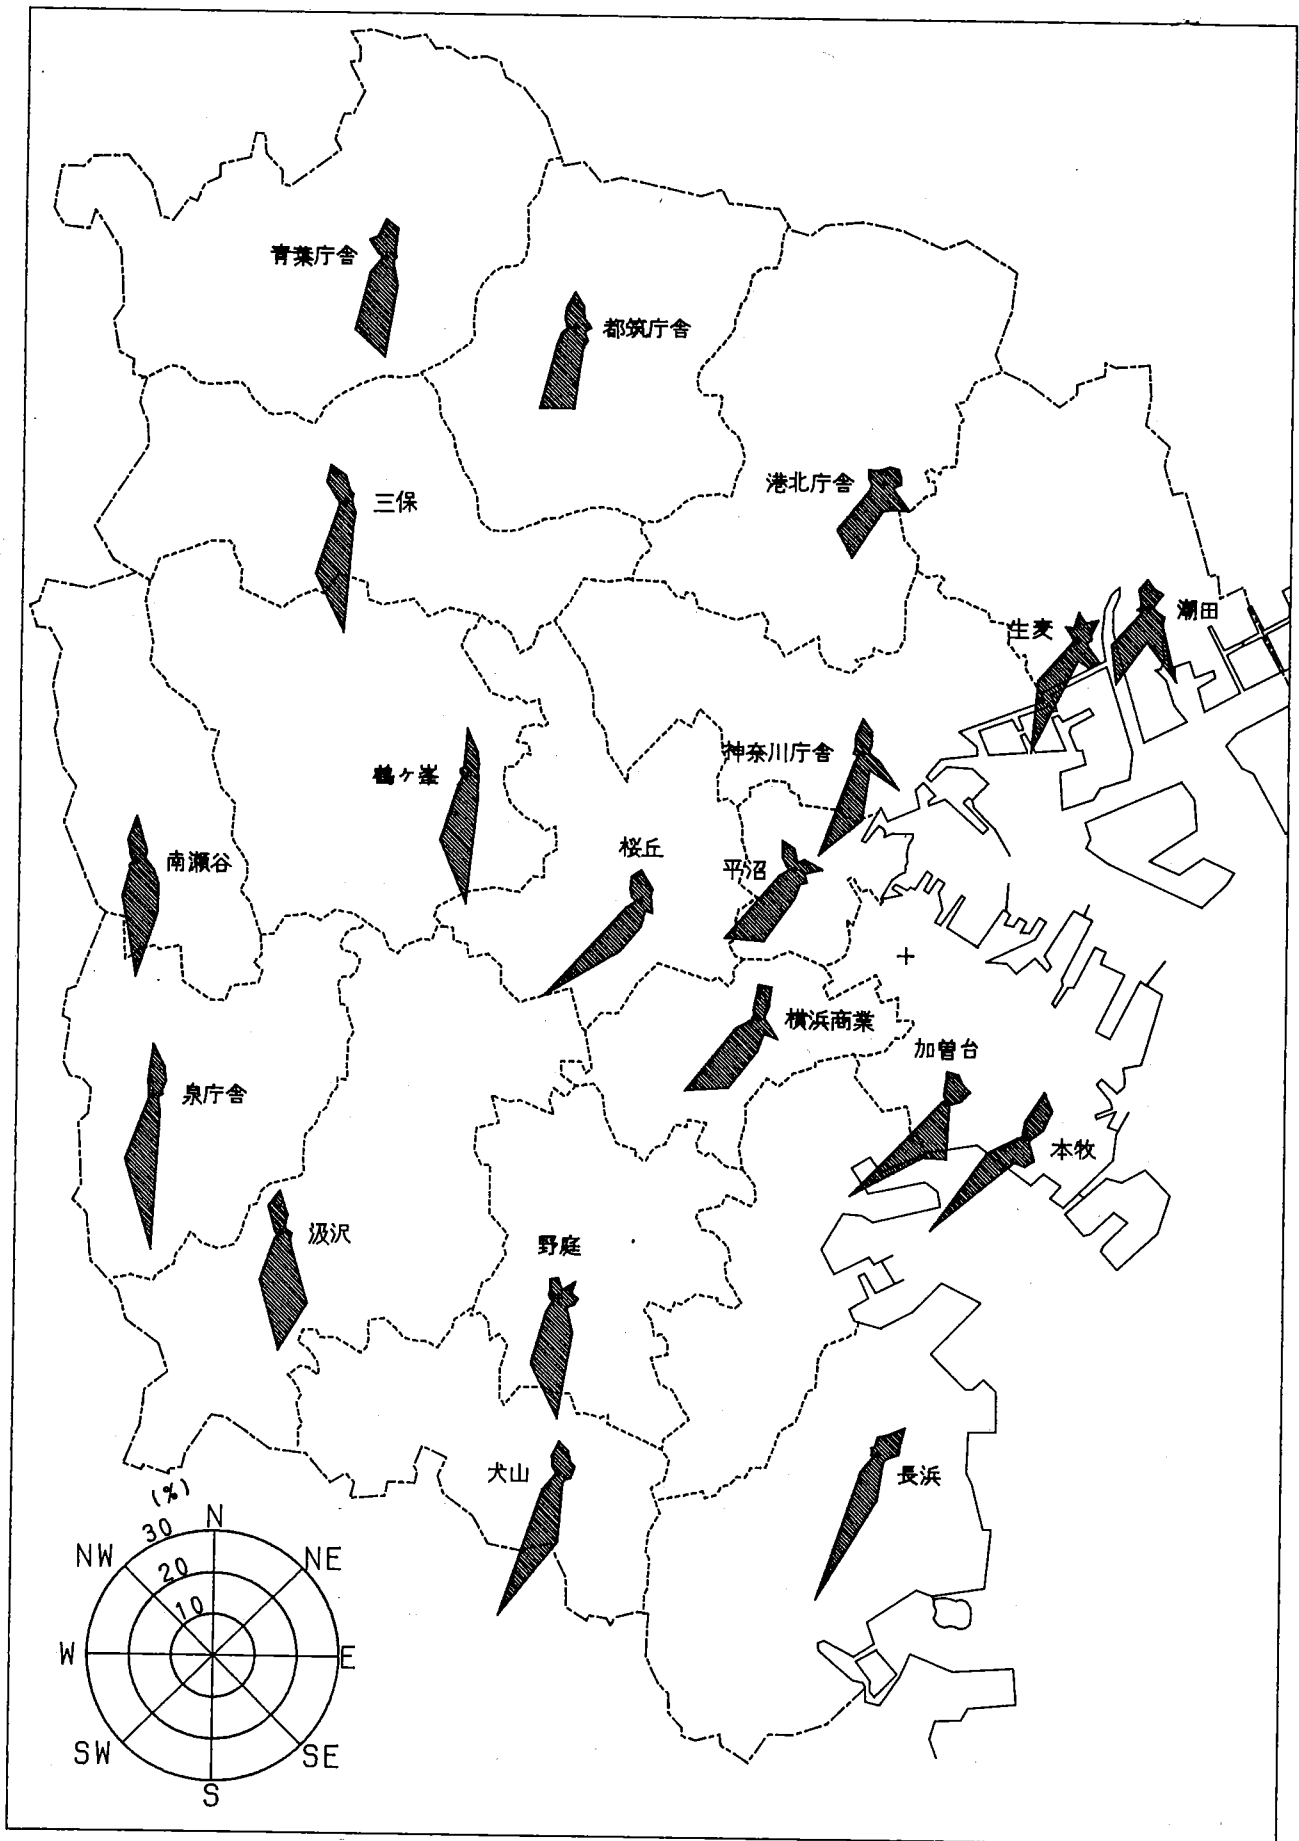 青葉庁舎
都筑庁舎
三保
港北庁舎
潮田
生麦
神奈川庁舎
鶴ヶ峯
桜丘
南瀬谷
平沼
横浜商業
加曽台
泉庁舎
本牧
汲沢
野庭
犬山
長浜
(%)
30
20
10
N
NW
NE
W
E
SW
SE
S